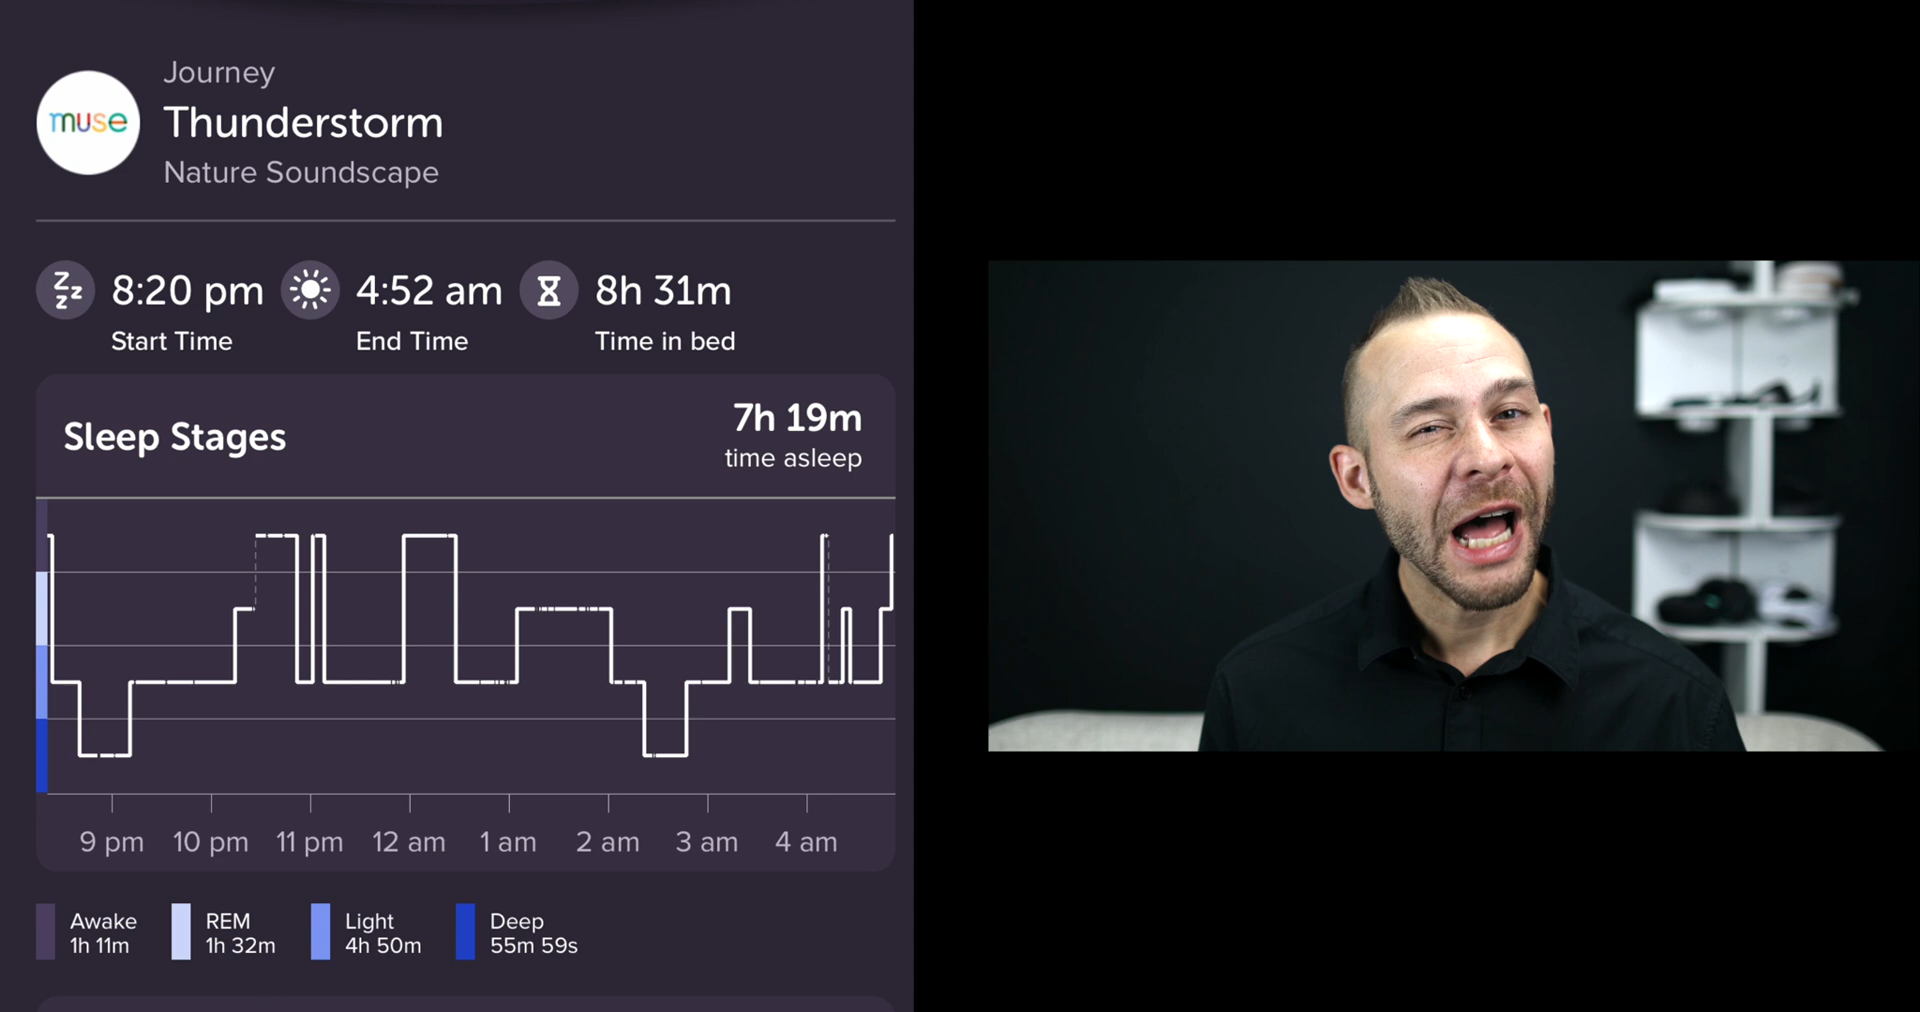 muse
Journey
Thunderstorm
Nature Soundscape
8:20 pm
Start Time
4:52 am
End Time
8h 31m
Time in bed
Sleep Stages
7h 19m
time asleep
9 pm 10 pm 11 pm 12 am 1 am 2 am 3 am 4 am
Awake
1h 11m
REM
1h 32m
Light
4h 50m
Deep
55m 59s